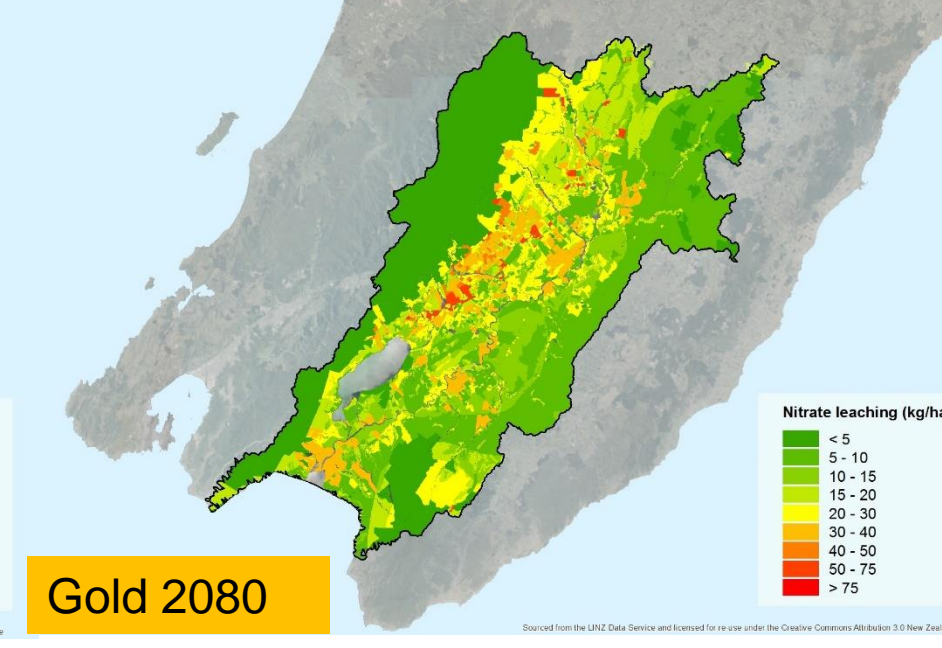 Nitrate leaching (kg/ha
< 5
5 - 10
10 - 15
15 - 20
20 - 30
30 - 40
40 - 50
50 - 75
> 75
Gold 2080
e
Sourced from the LINZ Data Service and licensed for re-use under the Creative Commons Attribution 3.0 New Zeal